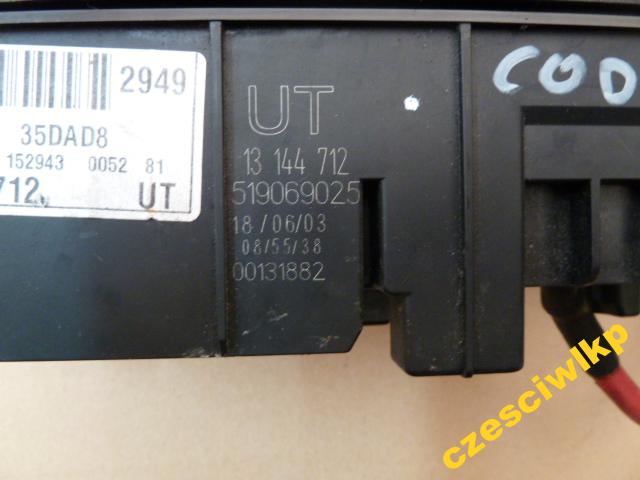 2949
35DAD8
152943 0052 81
712
UT
UT
13 144 712
519069025
18/06/03
08/55/38
00131882
COD
czesciwlkp